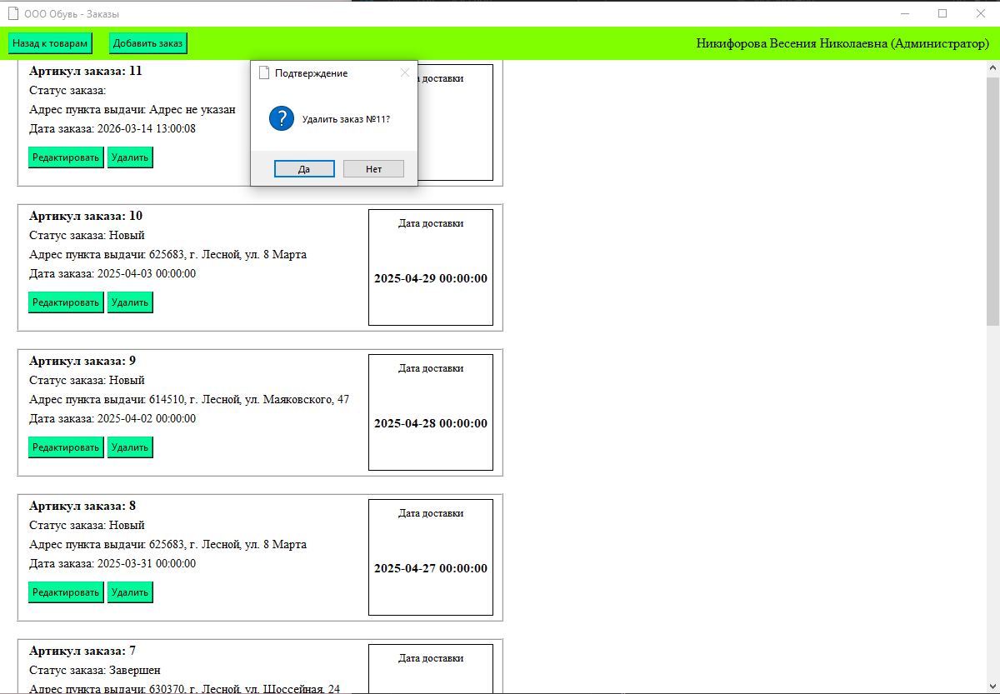 ООО Обувь - Заказы
Назад к товарам
Добавить заказ
Никифорова Весения Николаевна (Администратор)
Артикул заказа: 11
Статус заказа:
Адрес пункта выдачи: Адрес не указан
Дата заказа: 2026-03-14 13:00:08
Редактировать
Удалить
доставки
Подтверждение
Удалить заказ №11?
Да
Нет
Артикул заказа: 10
Статус заказа: Новый
Адрес пункта выдачи: 625683, г. Лесной, ул. 8 Марта
Дата заказа: 2025-04-03 00:00:00
Редактировать
Удалить
Дата доставки
2025-04-29 00:00:00
Артикул заказа: 9
Статус заказа: Новый
Адрес пункта выдачи: 614510, г. Лесной, ул. Маяковского, 47
Дата заказа: 2025-04-02 00:00:00
Редактировать
Удалить
Дата доставки
2025-04-28 00:00:00
Артикул заказа: 8
Статус заказа: Новый
Адрес пункта выдачи: 625683, г. Лесной, ул. 8 Марта
Дата заказа: 2025-03-31 00:00:00
Редактировать
Удалить
Дата доставки
2025-04-27 00:00:00
Артикул заказа: 7
Статус заказа: Завершен
Адрес пункта выдачи: 630370, г. Лесной, ул. Шоссейная, 24
Дата доставки